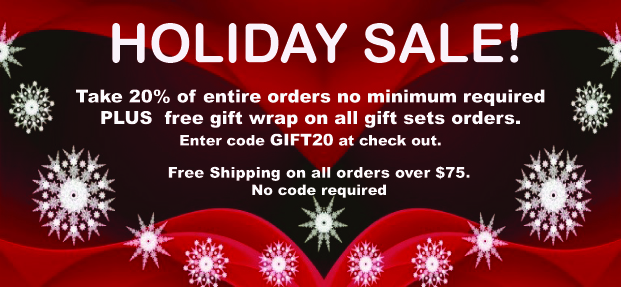 HOLIDAY SALE!
Take 20% of entire orders no minimum required
PLUS free gift wrap on all gift sets orders.
Enter code GIFT20 at check out.
Free Shipping on all orders over $75.
No code required